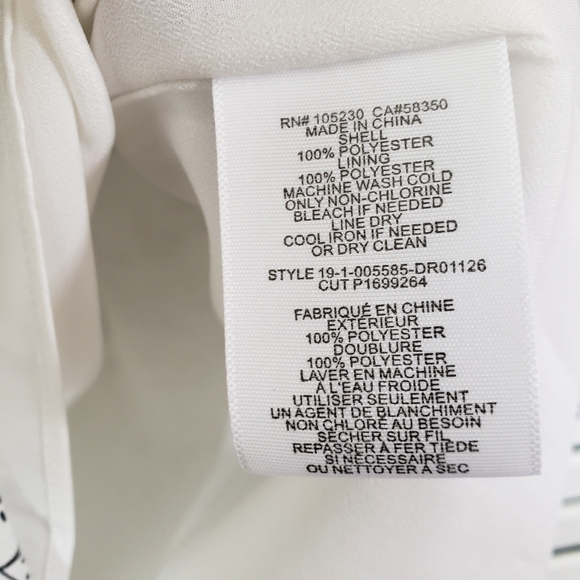 RN# 105230 CA#58350
MADE IN CHINA
SHELL
100% POLYESTER
LINING
100% POLYESTER
MACHINE WASH COLD
ONLY NON-CHLORINE
BLEACH IF NEEDED
LINE DRY
COOL IRON IF NEEDED
OR DRY CLEAN
STYLE 19-1-005585-DR01126
CUT P1699264
FABRIQUÉ EN CHINE
EXTÉRIEUR
100% POLYESTER
DOUBLURE
100% POLYESTER
LAVER EN MACHINE
À L'EAU FROIDE
UTILISER SEULEMENT
UN AGENT DE BLANCHIMENT
NON CHLORÉ AU BESOIN
SÉCHER SUR FIL
REPASSER À FER TIÈDE
SI NÉCESSAIRE
OU NETTOYER À SEC